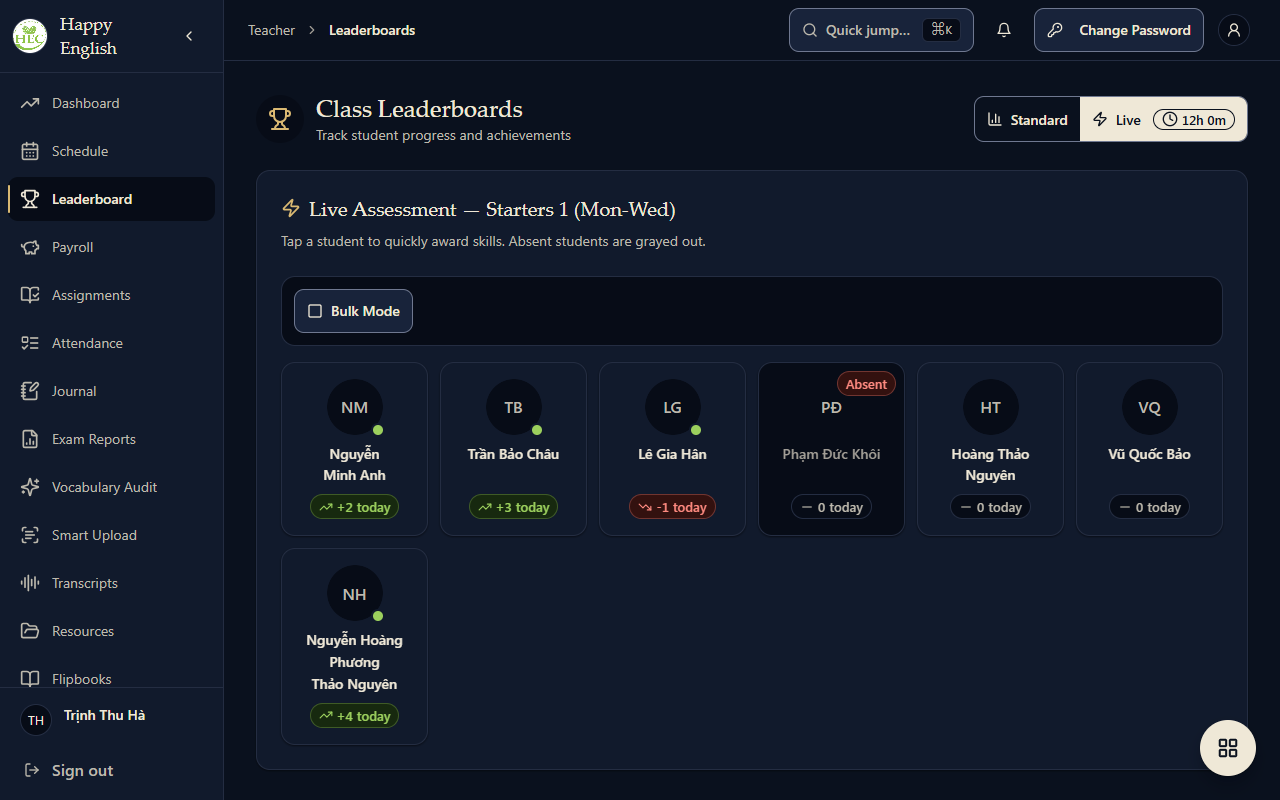 HEC
Happy
English
Dashboard
Schedule
Leaderboard
Payroll
Assignments
Attendance
Journal
Exam Reports
Vocabulary Audit
Smart Upload
Transcripts
Resources
Flipbooks
TH
Trịnh Thu Hà
Sign out
Teacher
Leaderboards
Quick jump...
⌘K
Change Password
Class Leaderboards
Track student progress and achievements
Standard
Live
12h 0m
Live Assessment — Starters 1 (Mon-Wed)
Tap a student to quickly award skills. Absent students are grayed out.
Bulk Mode
NM
Nguyễn
Minh Anh
+2 today
TB
Trần Bảo Châu
+3 today
LG
Lê Gia Hân
-1 today
Absent
PĐ
Phạm Đức Khôi
0 today
HT
Hoàng Thảo
Nguyên
0 today
VQ
Vũ Quốc Bảo
0 today
NH
Nguyễn Hoàng
Phương
Thảo Nguyên
+4 today